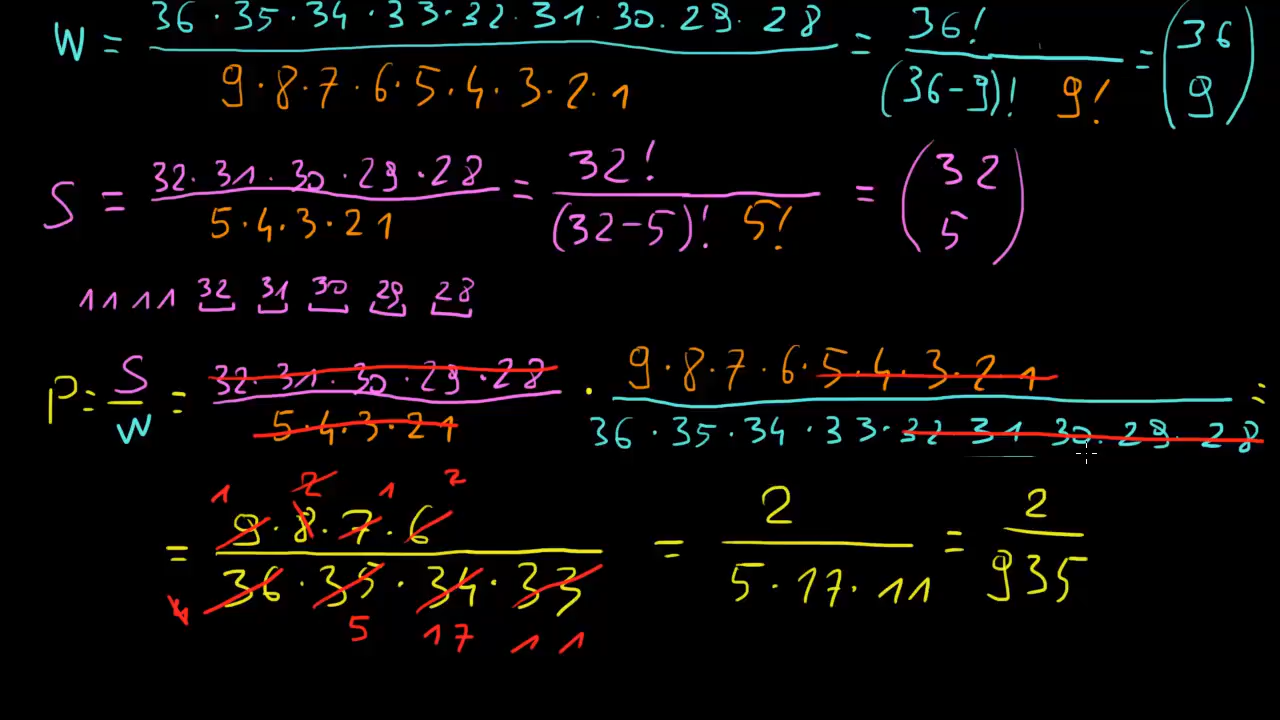 W = 36 · 35 · 34 · 33 · 32 · 31 · 30 · 29 · 28 / 9 · 8 · 7 · 6 · 5 · 4 · 3 · 2 · 1 = 36! / (36 - 9)! 9! = (36 9)
S = 32 · 31 · 30 · 29 · 28 / 5 · 4 · 3 · 2 1 = 32! / (32 - 5)! 5! = (32 5)
1 1 1 1 32 31 30 29 28
P = S / W = 32 · 31 · 30 · 29 · 28 / 5 · 4 · 3 · 2 1 · 9 · 8 · 7 · 6 · 5 · 4 · 3 · 2 1 / 36 · 35 · 34 · 33 · 32 31 30 · 29 · 28 =
1 2 1 2
= 9 · 8 · 7 · 6 / 36 · 35 · 34 · 33 = 2 / 5 · 17 · 11 = 2 / 935
4 5 17 11